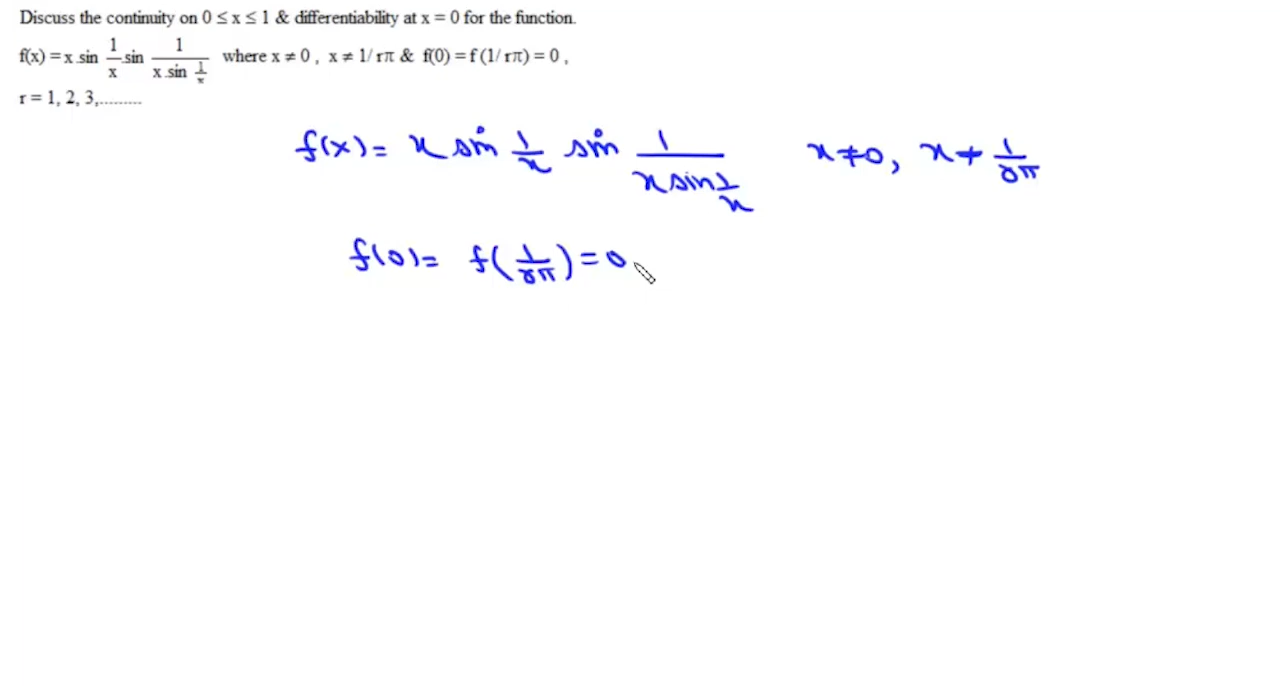 Discuss the continuity on 0 ≤ x ≤ 1 & differentiability at x = 0 for the function.
f(x) = x .sin 1/x .sin 1/(x .sin 1/x) where x ≠ 0 , x ≠ 1/ rπ & f(0) = f (1/ rπ) = 0 ,
r = 1, 2, 3,.........
f(x) = x sin 1/x sin 1/(x sin 1/x) x ≠ 0, x ≠ 1/rπ
f(0) = f(1/rπ) = 0